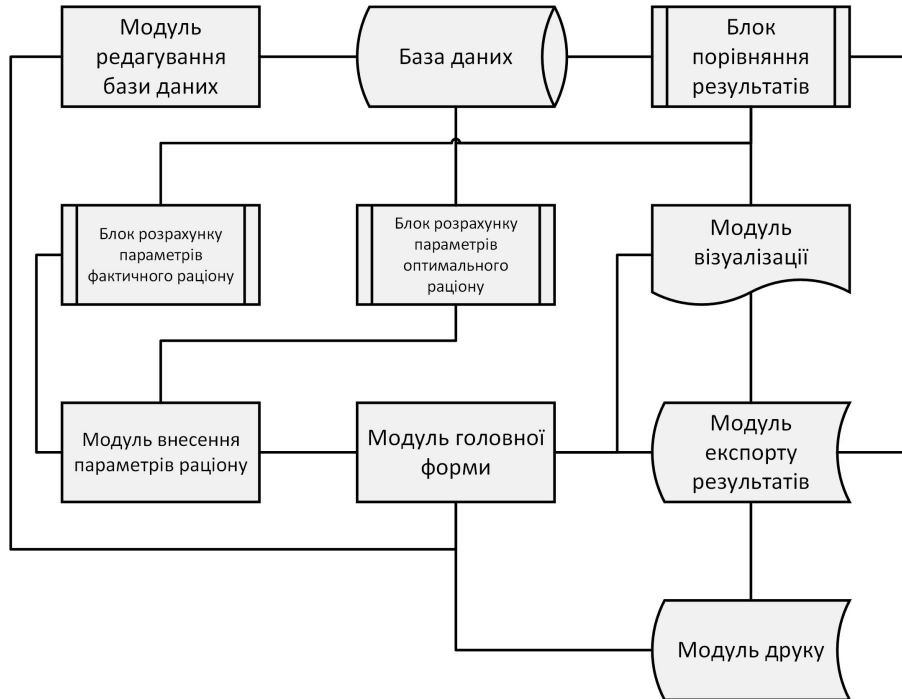 Модуль
редагування
бази даних
База даних
Блок
порівняння
результатів
Блок розрахунку
параметрів
фактичного раціону
Блок розрахунку
параметрів
оптимального
раціону
Модуль
візуалізації
Модуль внесення
параметрів раціону
Модуль головної
форми
Модуль
експорту
результатів
Модуль друку